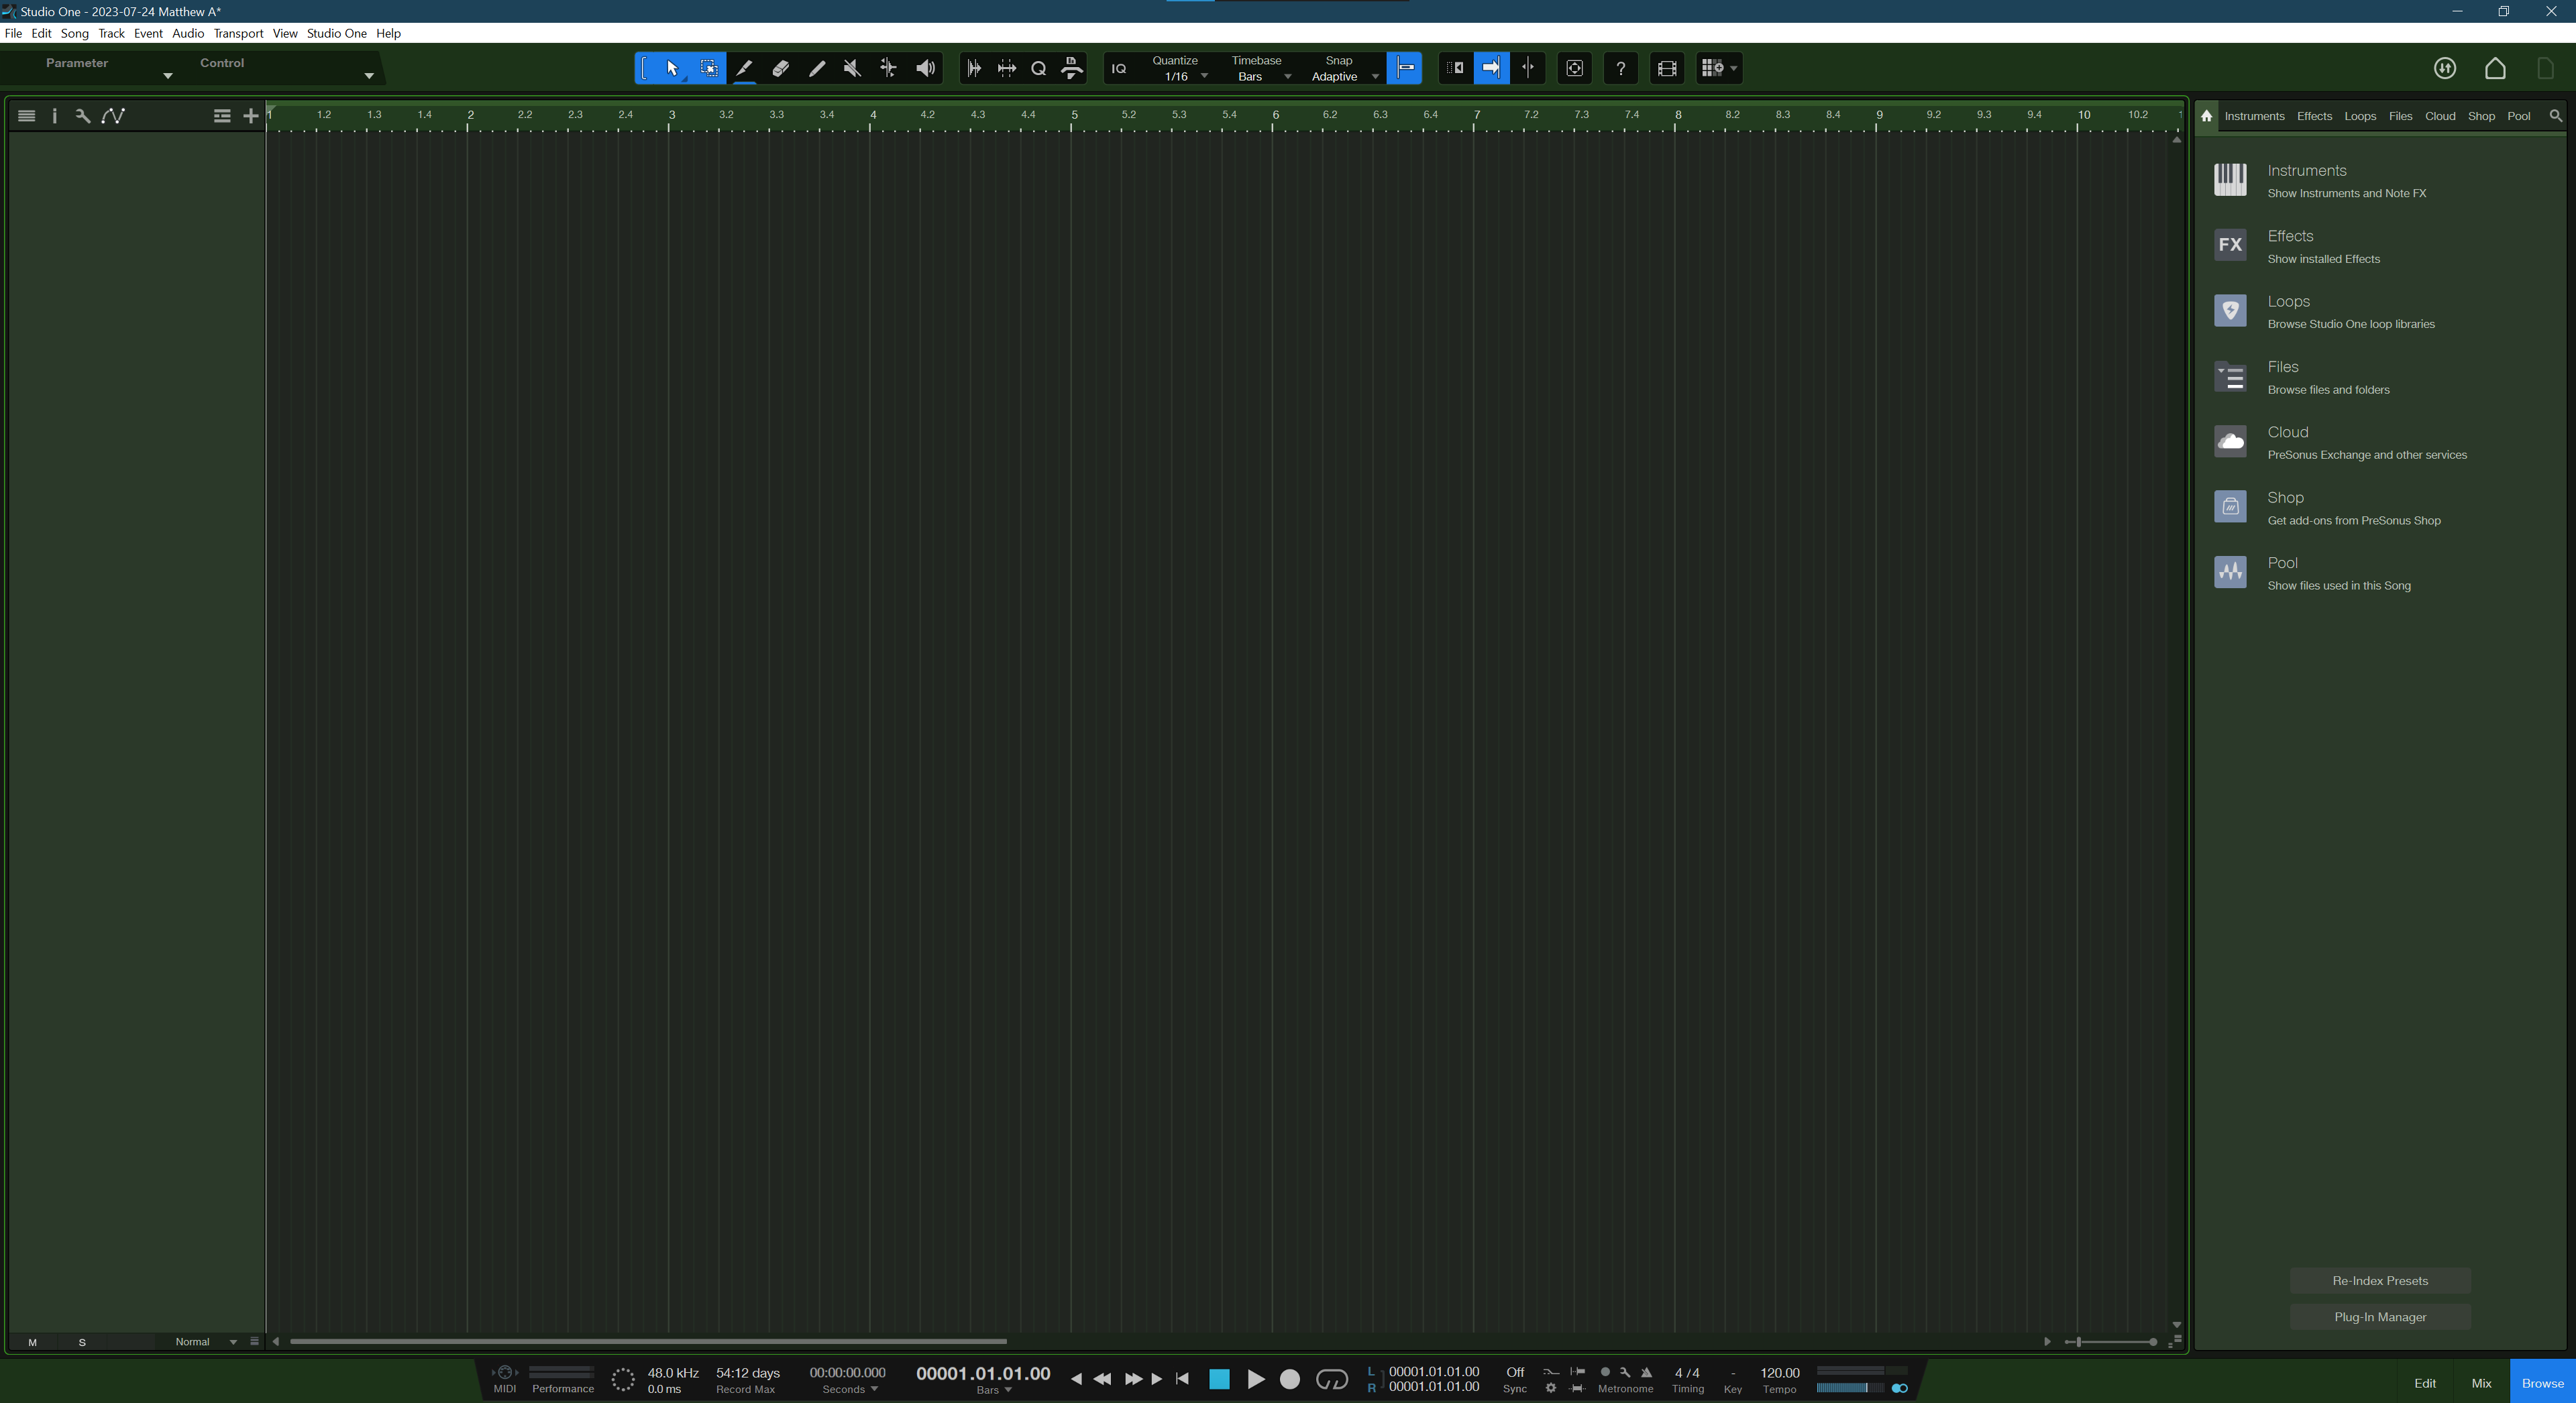 Studio One - 2023-07-24 Matthew A*
File Edit Song Track Event Audio Transport View Studio One Help
Parameter Control
IQ Quantize 1/16 Timebase Bars Snap Adaptive
Q
?
1 1.2 1.3 1.4 2 2.2 2.3 2.4 3 3.2 3.3 3.4 4 4.2 4.3 4.4 5 5.2 5.3 5.4 6 6.2 6.3 6.4 7 7.2 7.3 7.4 8 8.2 8.3 8.4 9 9.2 9.3 9.4 10 10.2
Instruments Effects Loops Files Cloud Shop Pool
Instruments
Show Instruments and Note FX
FX
Effects
Show installed Effects
Loops
Browse Studio One loop libraries
Files
Browse files and folders
Cloud
PreSonus Exchange and other services
Shop
Get add-ons from PreSonus Shop
Pool
Show files used in this Song
Re-Index Presets
Plug-In Manager
M S Normal
MIDI
Performance
48.0 kHz
0.0 ms
54:12 days
Record Max
00:00:00.000
Seconds
00001.01.01.00
Bars
L 00001.01.01.00
R 00001.01.01.00
Off
Sync
Metronome
4 / 4
Timing
-
Key
120.00
Tempo
Edit Mix Browse